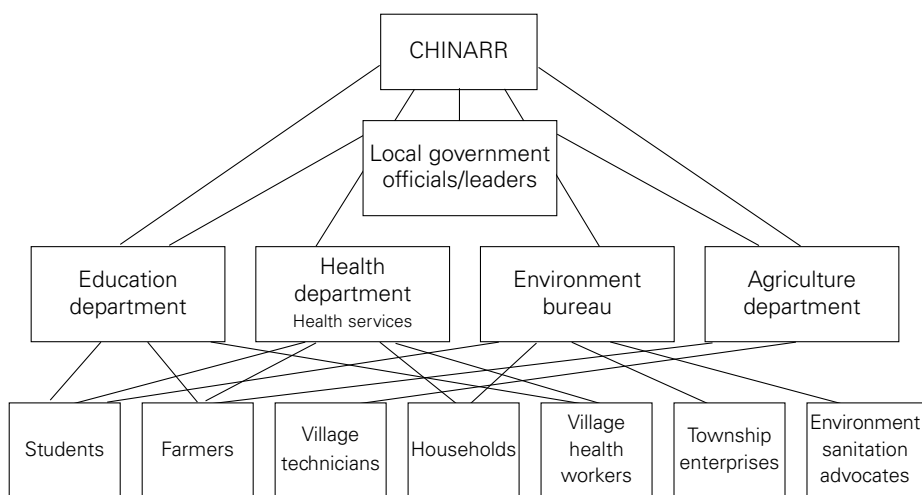 CHINARR
Local government
officials/leaders
Education
department
Health
department
Health services
Environment
bureau
Agriculture
department
Students
Farmers
Village
technicians
Households
Village
health
workers
Township
enterprises
Environment
sanitation
advocates